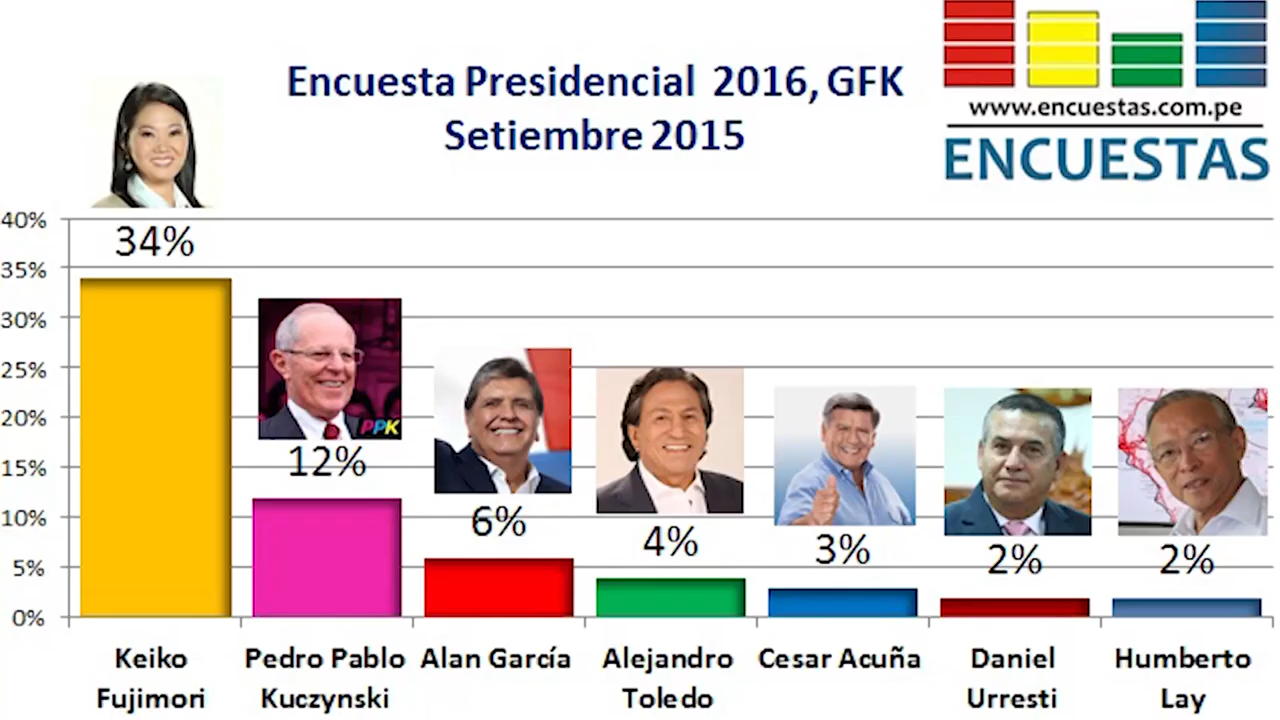 Encuesta Presidencial 2016, GFK
Setiembre 2015
www.encuestas.com.pe
ENCUESTAS
40%
35%
30%
25%
20%
15%
10%
5%
0%
34%
12%
6%
4%
3%
2%
2%
PPK
Keiko
Fujimori
Pedro Pablo
Kuczynski
Alan García
Alejandro
Toledo
Cesar Acuña
Daniel
Urresti
Humberto
Lay